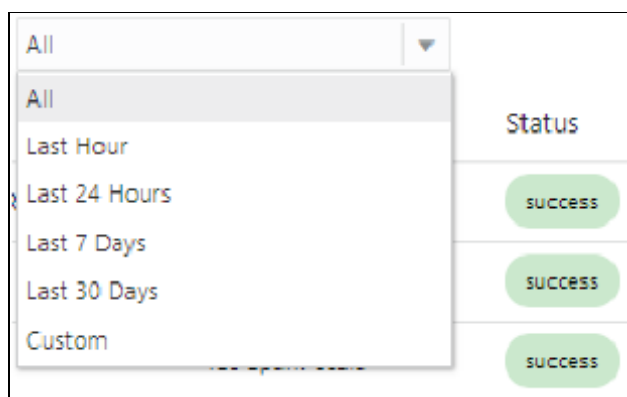 All
All
Last Hour
Status
Last 24 Hours
success
Last 7 Days
success
Last 30 Days
Custom
success